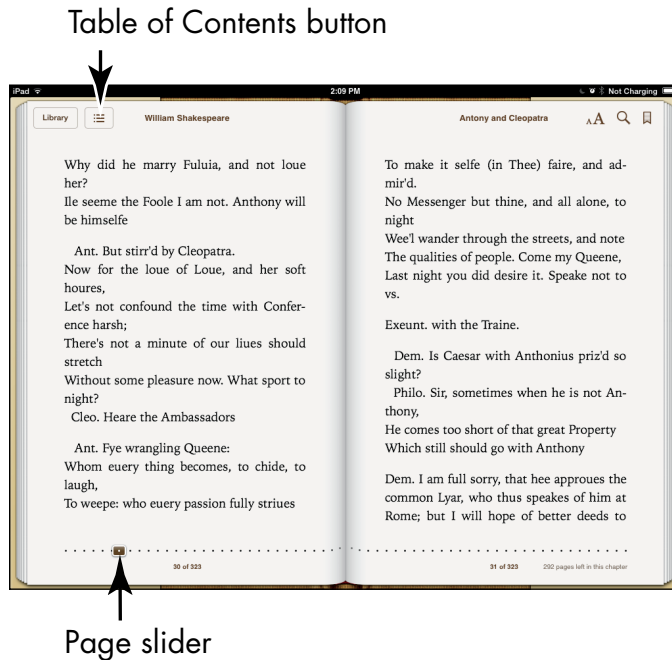 Table of Contents button
iPad
2:09 PM
Not Charging
Library
William Shakespeare
Antony and Cleopatra
AA
Why did he marry Fuluia, and not loue
her?
Ile seeme the Foole I am not. Anthony will
be himselfe
Ant. But stirr'd by Cleopatra.
Now for the loue of Loue, and her soft
houres,
Let's not confound the time with Confer-
ence harsh;
There's not a minute of our liues should
stretch
Without some pleasure now. What sport to
night?
Cleo. Heare the Ambassadors
Ant. Fye wrangling Queene:
Whom euery thing becomes, to chide, to
laugh,
To weepe: who euery passion fully striues
To make it selfe (in Thee) faire, and ad-
mir'd.
No Messenger but thine, and all alone, to
night
Wee'l wander through the streets, and note
The qualities of people. Come my Queene,
Last night you did desire it. Speake not to
vs.
Exeunt. with the Traine.
Dem. Is Caesar with Anthonius priz'd so
slight?
Philo. Sir, sometimes when he is not An-
thony,
He comes too short of that great Property
Which still should go with Anthony
Dem. I am full sorry, that hee approues the
common Lyar, who thus speakes of him at
Rome; but I will hope of better deeds to
30 of 323
31 of 323
292 pages left in this chapter
Page slider